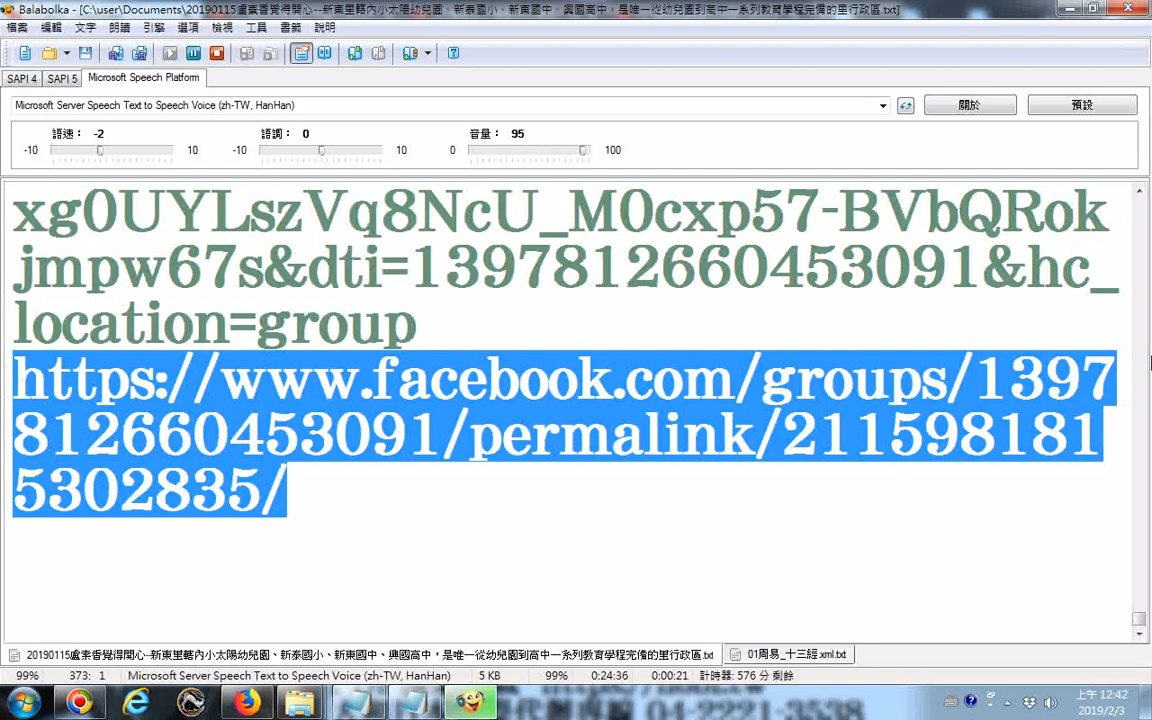 Balabolka - [C:\user\Documents\20190115盧素香覺得開心--新東里轄內小太陽幼兒園、新泰國小、新東國中、興國高中，是唯一從幼兒園到高中一系列教育學程完備的里行政區.txt]
檔案 編輯 文字 朗讀 引擎 選項 檢視 工具 書籤 說明
SAPI 4 SAPI 5 Microsoft Speech Platform
Microsoft Server Speech Text to Speech Voice (zh-TW, HanHan) 關於 預設
語速： -2 語調： 0 音量： 95
-10 10 -10 10 0 100
xg0UYLszVq8NcU_M0cxp57-BVbQRok
jmpw67s&dti=1397812660453091&hc_
location=group
https://www.facebook.com/groups/1397
812660453091/permalink/211598181
5302835/
20190115盧素香覺得開心--新東里轄內小太陽幼兒園、新泰國小、新東國中、興國高中，是唯一從幼兒園到高中一系列教育學程完備的里行政區.txt 01周易_十三經.xml.txt
99% 373: 1 Microsoft Server Speech Text to Speech Voice (zh-TW, HanHan) 5 KB 99% 0:24:36 0:00:21 計時器: 576 分 剩餘
04-2221-3538
上午 12:42
2019/2/3